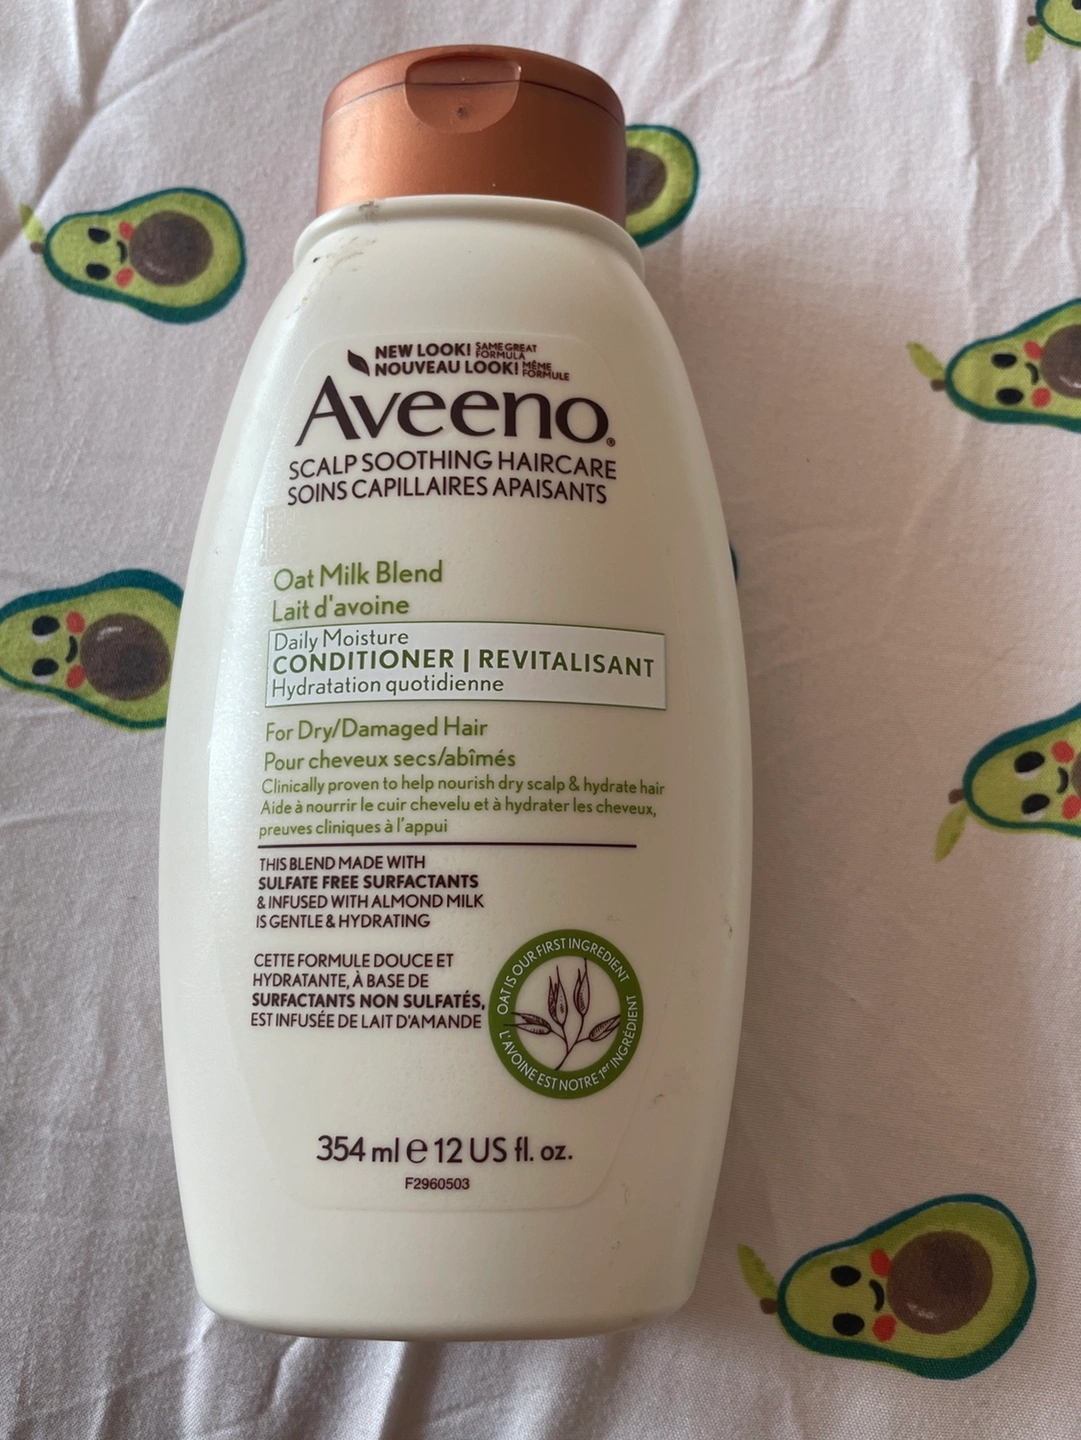 NEW LOOK! SAME GREAT FORMULA
NOUVEAU LOOK! MÊME FORMULE
Aveeno®
SCALP SOOTHING HAIRCARE
SOINS CAPILLAIRES APAISANTS
Oat Milk Blend
Lait d'avoine
Daily Moisture
CONDITIONER | REVITALISANT
Hydratation quotidienne
For Dry/Damaged Hair
Pour cheveux secs/abîmés
Clinically proven to help nourish dry scalp & hydrate hair
Aide à nourrir le cuir chevelu et à hydrater les cheveux,
preuves cliniques à l'appui
THIS BLEND MADE WITH
SULFATE FREE SURFACTANTS
& INFUSED WITH ALMOND MILK
IS GENTLE & HYDRATING
CETTE FORMULE DOUCE ET
HYDRATANTE, À BASE DE
SURFACTANTS NON SULFATÉS,
EST INFUSÉE DE LAIT D'AMANDE
OAT IS OUR FIRST INGREDIENT
L'AVOINE EST NOTRE 1er INGRÉDIENT
354 ml e 12 US fl. oz.
F2960503